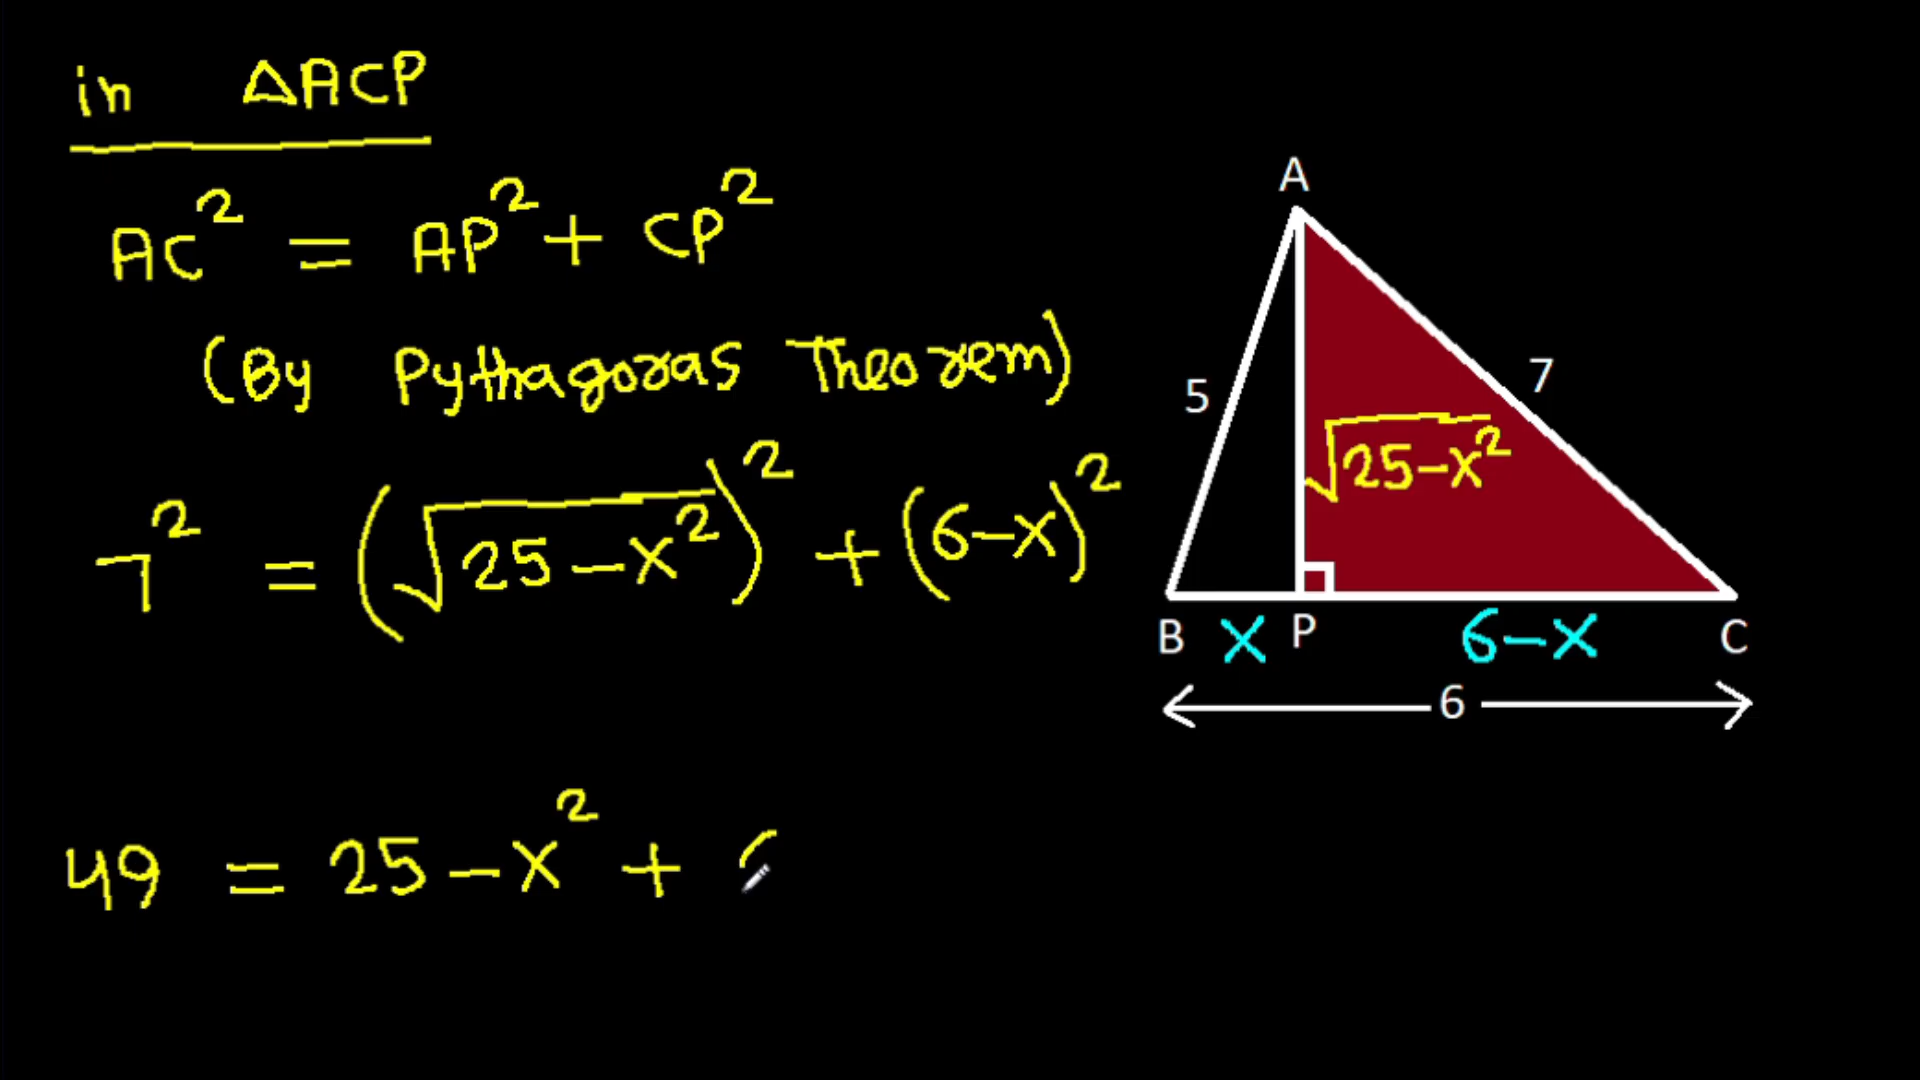 in ΔACP
AC² = AP² + CP²
(By Pythagoras Theorem)
7² = (√25-x²)² + (6-x)²
49 = 25-x² +
A
5
7
√25-x²
B x P 6-x C
6